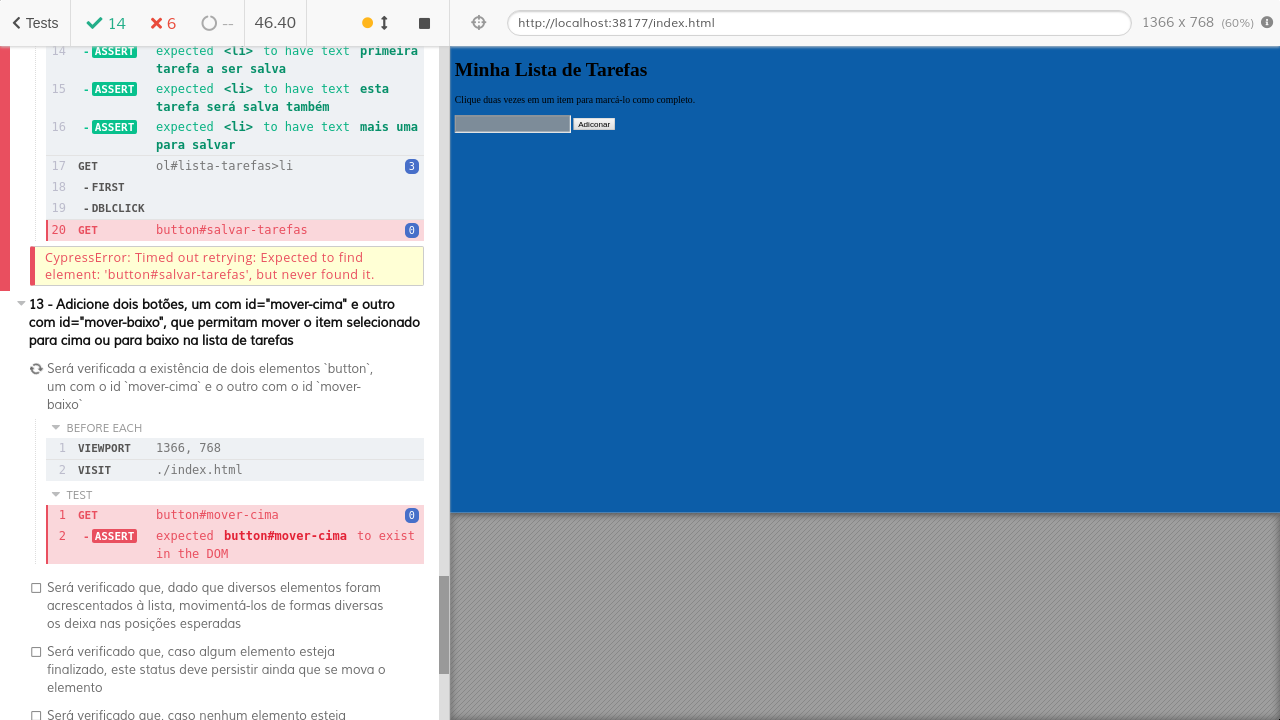 Tests
14
6
--
46.40
http://localhost:38177/index.html
1366 x 768 (60%)
14 - ASSERT expected <li> to have text primeira
tarefa a ser salva
15 - ASSERT expected <li> to have text esta
tarefa será salva também
16 - ASSERT expected <li> to have text mais uma
para salvar
17 GET ol#lista-tarefas>li 3
18 - FIRST
19 - DBLCLICK
20 GET button#salvar-tarefas 0
CypressError: Timed out retrying: Expected to find
element: 'button#salvar-tarefas', but never found it.
13 - Adicione dois botões, um com id="mover-cima" e outro
com id="mover-baixo", que permitam mover o item selecionado
para cima ou para baixo na lista de tarefas
Será verificada a existência de dois elementos `button`,
um com o id `mover-cima` e o outro com o id `mover-
baixo`
BEFORE EACH
1 VIEWPORT 1366, 768
2 VISIT ./index.html
TEST
1 GET button#mover-cima 0
2 - ASSERT expected button#mover-cima to exist
in the DOM
Será verificado que, dado que diversos elementos foram
acrescentados à lista, movimentá-los de formas diversas
os deixa nas posições esperadas
Será verificado que, caso algum elemento esteja
finalizado, este status deve persistir ainda que se mova o
elemento
Será verificado que, caso nenhum elemento esteja
Minha Lista de Tarefas
Clique duas vezes em um item para marcá-lo como completo.
Adicionar